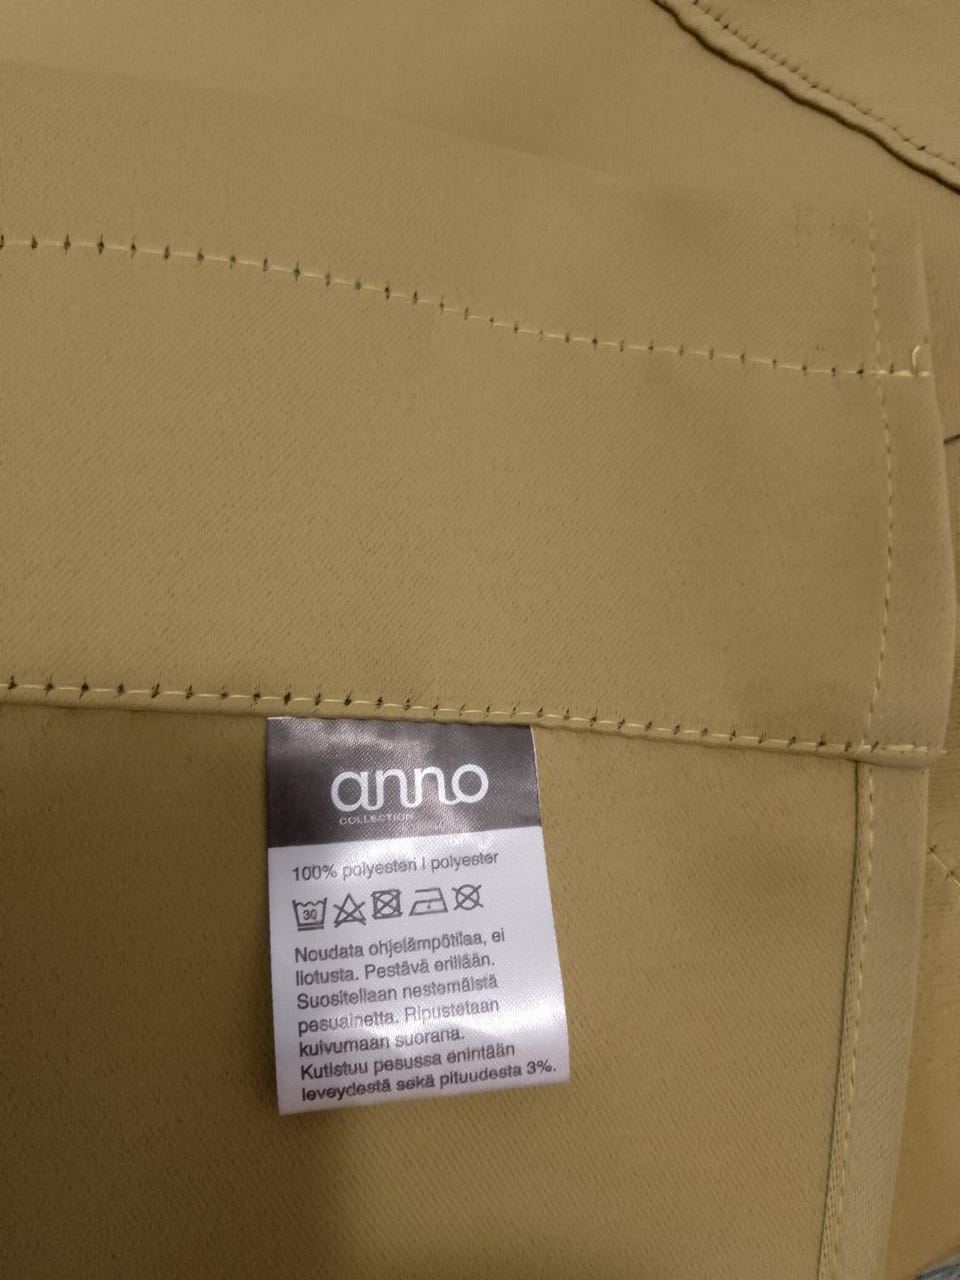 anno
COLLECTION
100% polyesteri | polyester
30
Noudata ohjelämpötilaa, ei
liotusta. Pestävä erillään.
Suositellaan nestemäistä
pesuainetta. Ripustetaan
kuivumaan suorana.
Kutistuu pesussa enintään
leveydestä sekä pituudesta 3%.